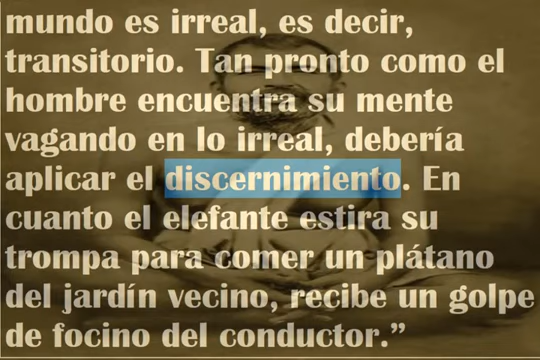 mundo es irreal, es decir,
transitorio. Tan pronto como el
hombre encuentra su mente
vagando en lo irreal, debería
aplicar el discernimiento. En
cuanto el elefante estira su
trompa para comer un plátano
del jardín vecino, recibe un golpe
de focino del conductor.”